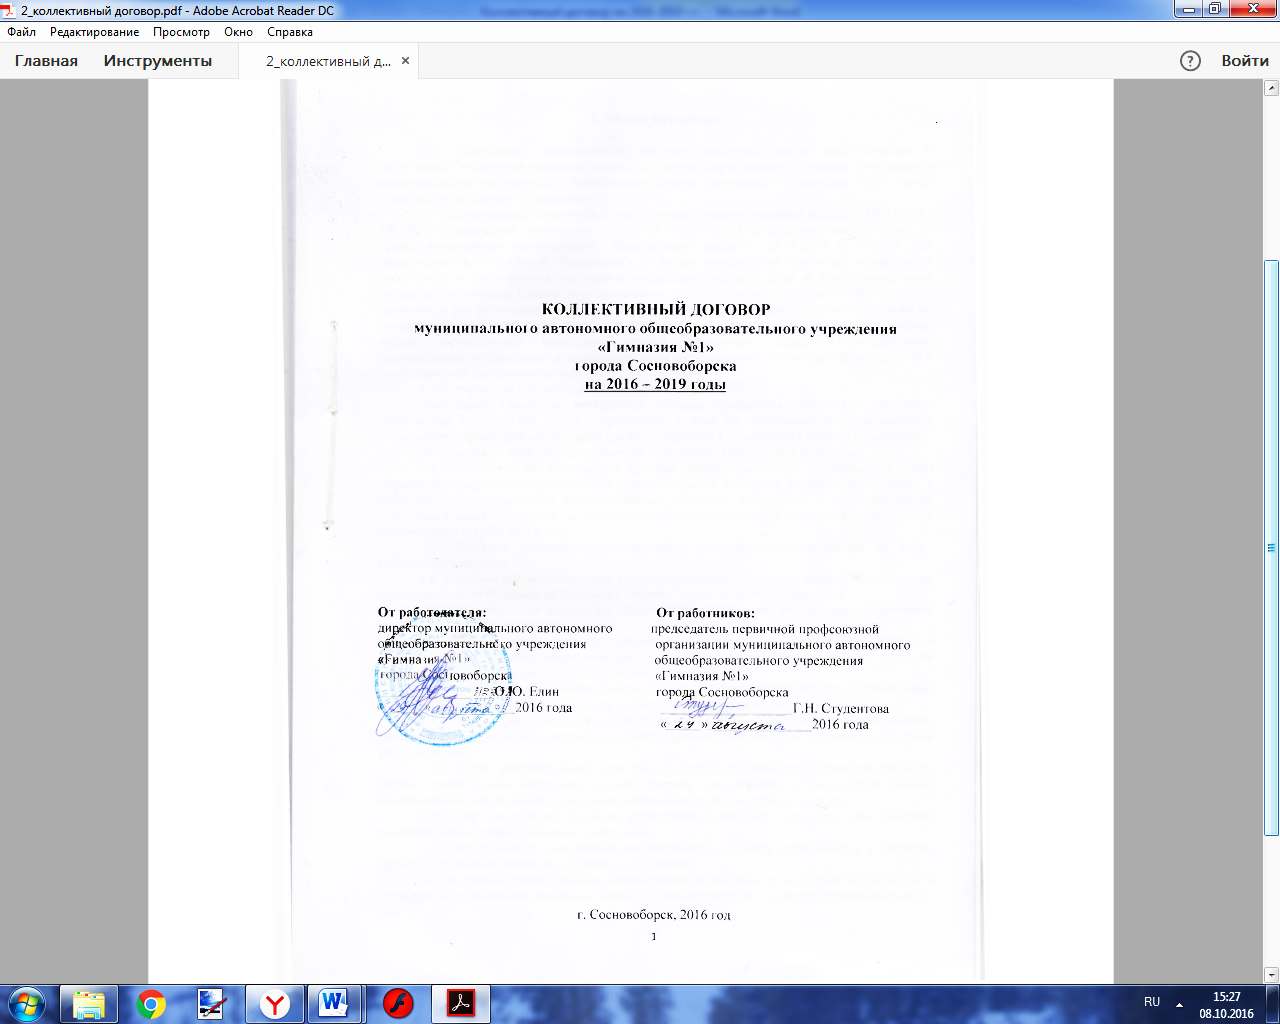 2_коллективный договор.pdf - Adobe Acrobat Reader DC
Файл Редактирование Просмотр Окно Справка
Главная Инструменты 2_коллективный д... × ? Войти
КОЛЛЕКТИВНЫЙ ДОГОВОР
муниципального автономного общеобразовательного учреждения
«Гимназия №1»
города Сосновоборска
на 2016 – 2019 годы
От работодателя:
директор муниципального автономного
общеобразовательного учреждения
«Гимназия №1»
города Сосновоборска
О.Ю. Елин
августа 2016 года
От работников:
председатель первичной профсоюзной
организации муниципального автономного
общеобразовательного учреждения
«Гимназия №1»
города Сосновоборска
Г.Н. Студентова
« 24 » августа 2016 года
г. Сосновоборск, 2016 год
1
RU 15:27
08.10.2016